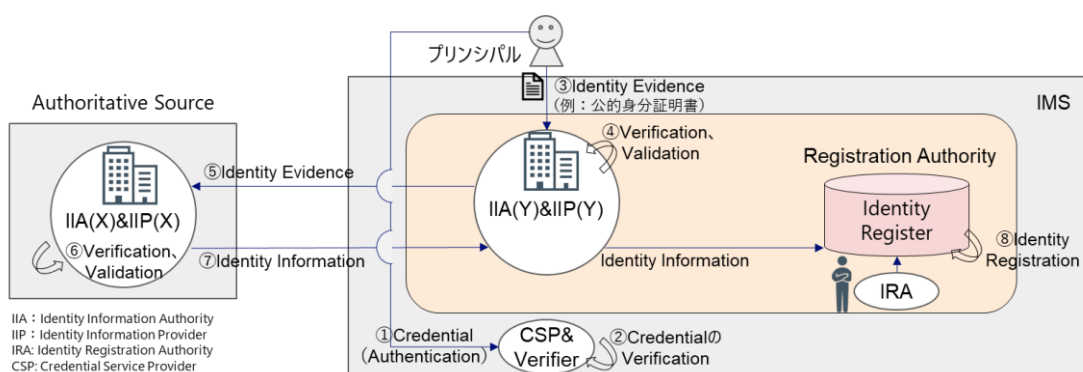 プリンシパル
③Identity Evidence
（例：公的身分証明書）
IMS
Authoritative Source
④Verification、
Validation
Registration Authority
⑤Identity Evidence
IIA(X)&IIP(X)
IIA(Y)&IIP(Y)
Identity
Register
⑥Verification、
Validation
⑦Identity Information
Identity Information
⑧Identity
Registration
IRA
IIA：Identity Information Authority
IIP：Identity Information Provider
IRA: Identity Registration Authority
CSP: Credential Service Provider
①Credential
（Authentication）
CSP&
Verifier
②Credentialの
Verification